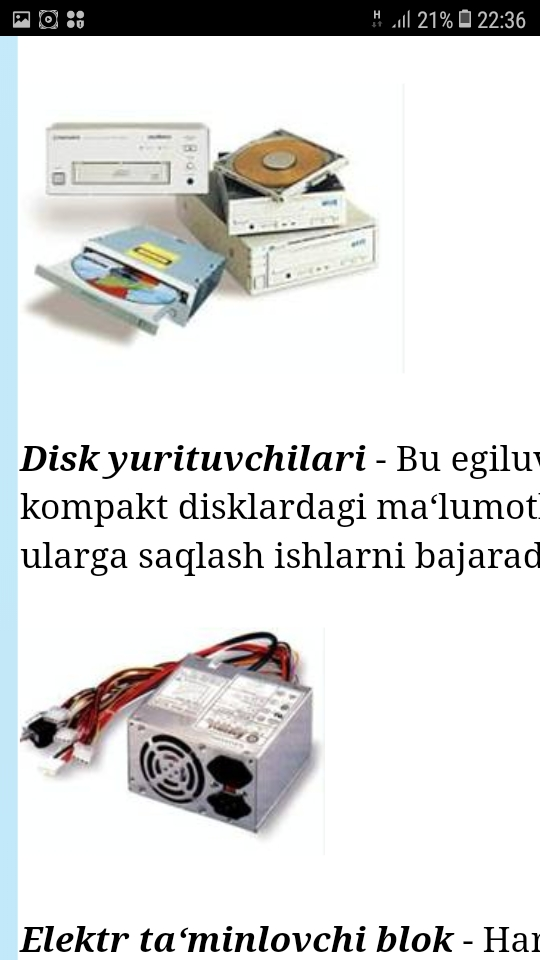 H 21% 22:36
Disk yurituvchilari - Bu egiluv
kompakt disklardagi ma‘lumotl
ularga saqlash ishlarni bajarad
Elektr ta‘minlovchi blok - Har